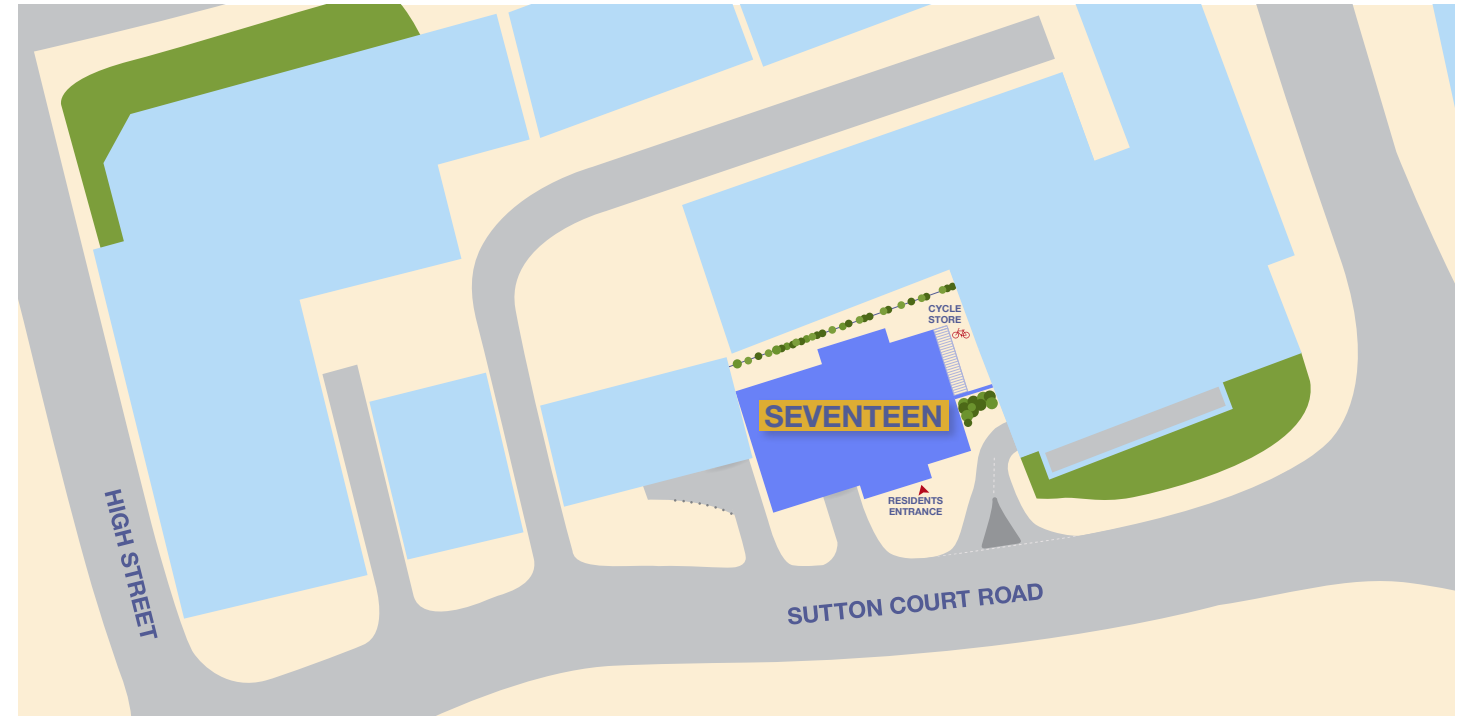 CYCLE
STORE
SEVENTEEN
RESIDENTS
ENTRANCE
HIGH STREET
SUTTON COURT ROAD